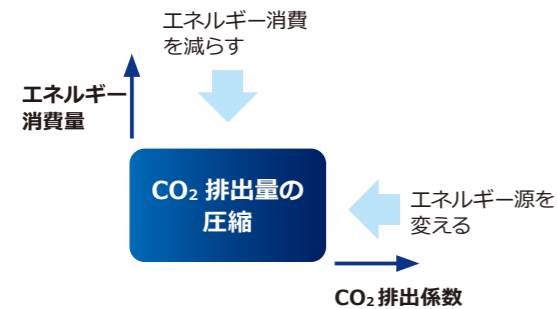 エネルギー消費
を減らす
エネルギー
消費量
CO₂ 排出量の
圧縮
エネルギー源を
変える
CO₂ 排出係数